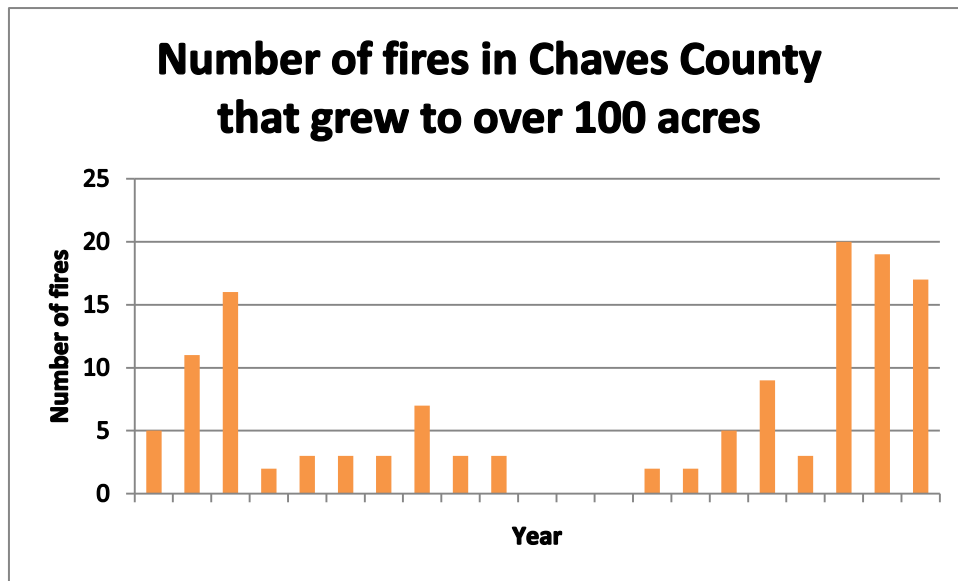 Number of fires in Chaves County
that grew to over 100 acres
25
20
15
10
5
0
Number of fires
Year